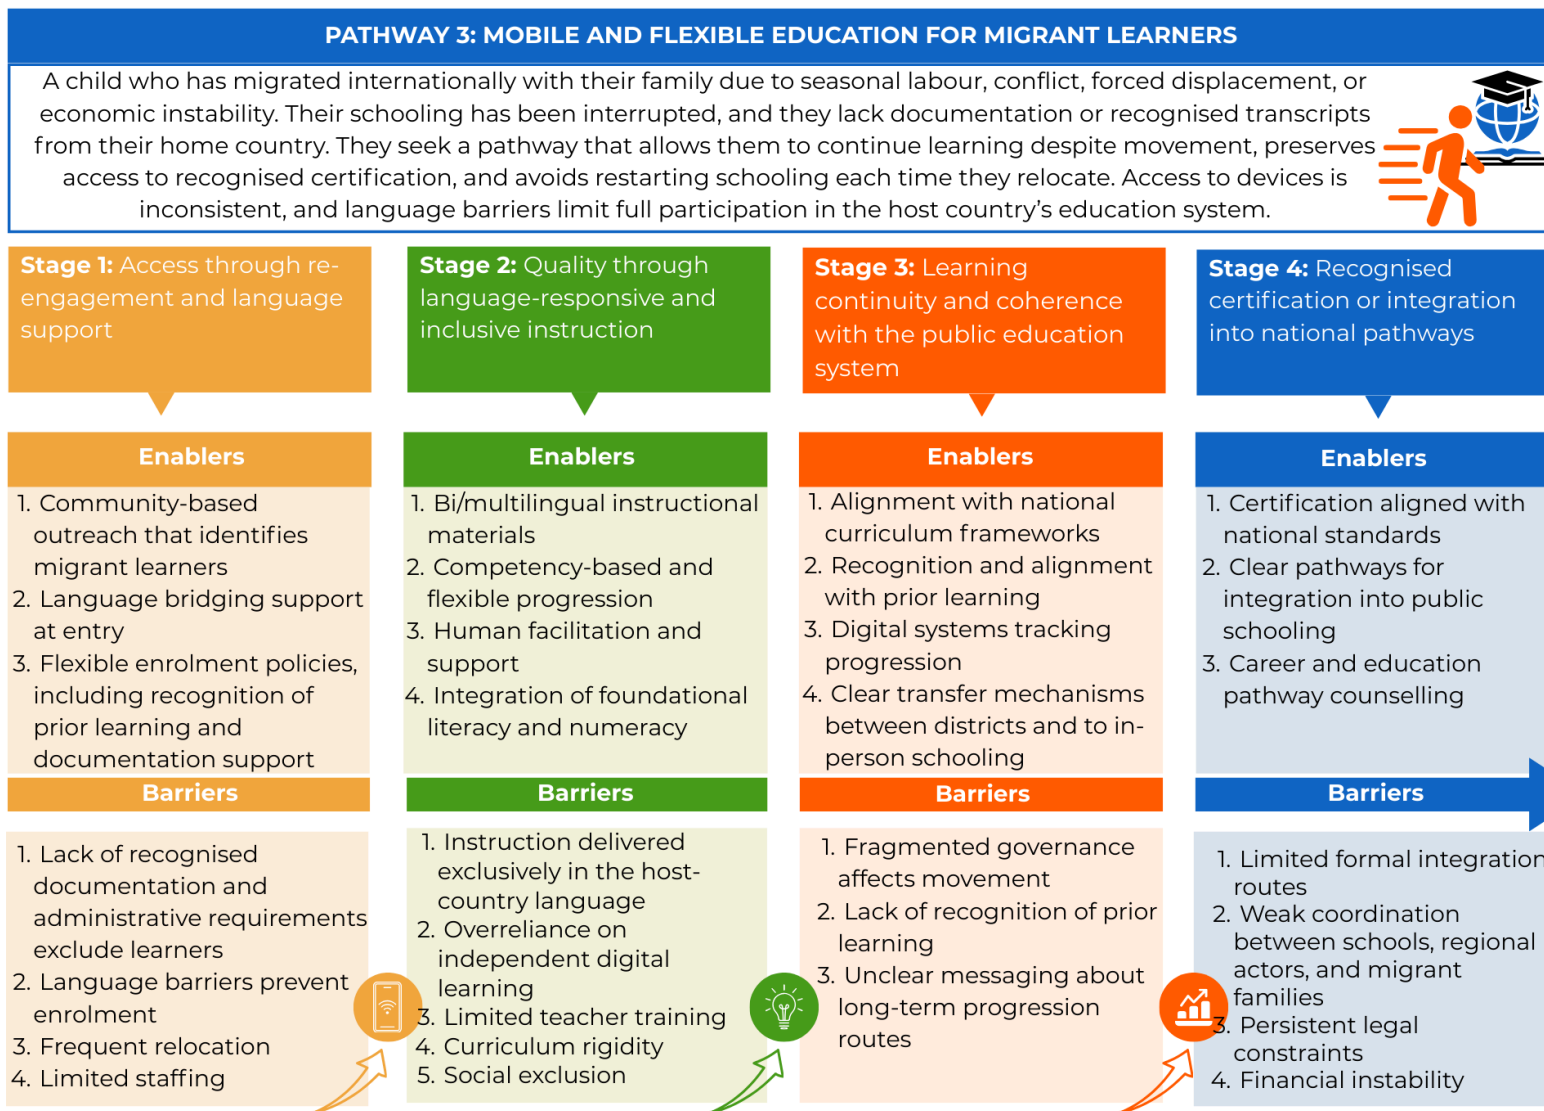 PATHWAY 3: MOBILE AND FLEXIBLE EDUCATION FOR MIGRANT LEARNERS
A child who has migrated internationally with their family due to seasonal labour, conflict, forced displacement, or
economic instability. Their schooling has been interrupted, and they lack documentation or recognised transcripts
from their home country. They seek a pathway that allows them to continue learning despite movement, preserves
access to recognised certification, and avoids restarting schooling each time they relocate. Access to devices is
inconsistent, and language barriers limit full participation in the host country's education system.
Stage 1: Access through re-
engagement and language
support
Enablers
1. Community-based
outreach that identifies
migrant learners
2. Language bridging support
at entry
3. Flexible enrolment policies,
including recognition of
prior learning and
documentation support
Barriers
1. Lack of recognised
documentation and
administrative requirements
exclude learners
2. Language barriers prevent
enrolment
3. Frequent relocation
4. Limited staffing
Stage 2: Quality through
language-responsive and
inclusive instruction
Enablers
1. Bi/multilingual instructional
materials
2. Competency-based and
flexible progression
3. Human facilitation and
support
4. Integration of foundational
literacy and numeracy
Barriers
1. Instruction delivered
exclusively in the host-
country language
2. Overreliance on
independent digital
learning
3. Limited teacher training
4. Curriculum rigidity
5. Social exclusion
Stage 3: Learning
continuity and coherence
with the public education
system
Enablers
1. Alignment with national
curriculum frameworks
2. Recognition and alignment
with prior learning
3. Digital systems tracking
progression
4. Clear transfer mechanisms
between districts and to in-
person schooling
Barriers
1. Fragmented governance
affects movement
2. Lack of recognition of prior
learning
3. Unclear messaging about
long-term progression
routes
Stage 4: Recognised
certification or integration
into national pathways
Enablers
1. Certification aligned with
national standards
2. Clear pathways for
integration into public
schooling
3. Career and education
pathway counselling
Barriers
1. Limited formal integration
routes
2. Weak coordination
between schools, regional
actors, and migrant
families
3. Persistent legal
constraints
4. Financial instability